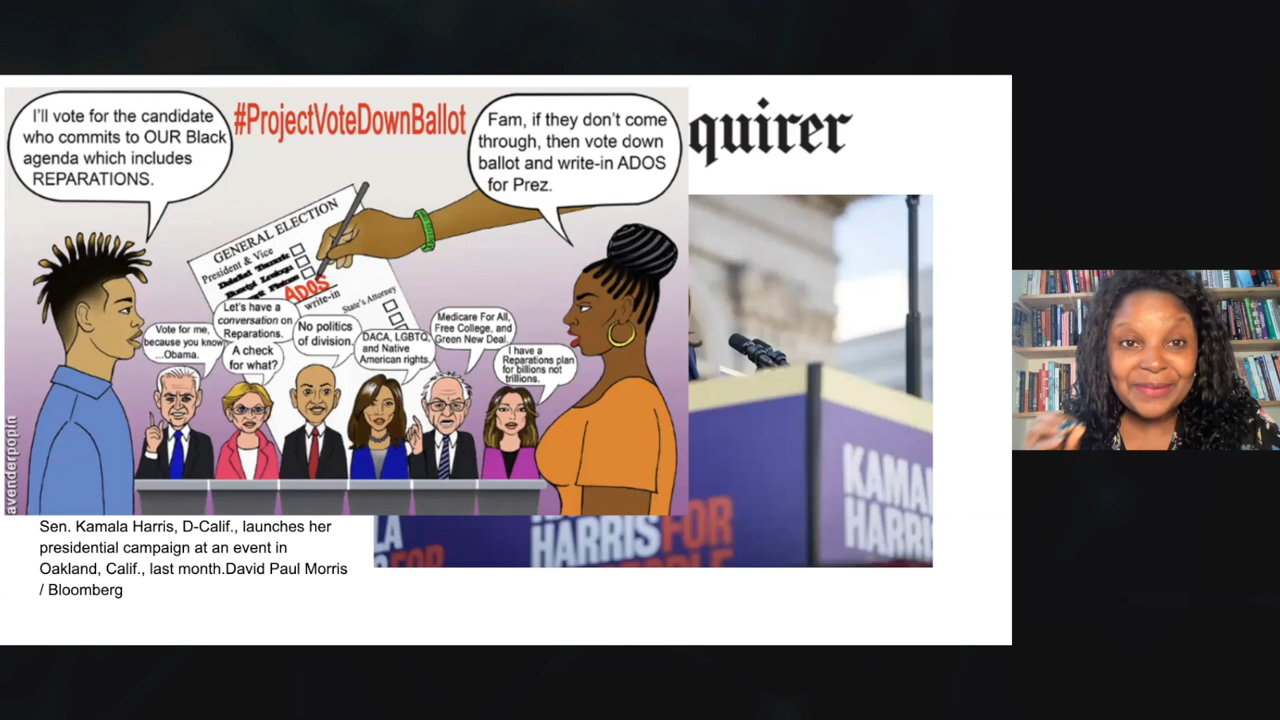 I'll vote for the candidate
who commits to OUR Black
agenda which includes
REPARATIONS.
#ProjectVoteDownBallot
Fam, if they don't come
through, then vote down
ballot and write-in ADOS
for Prez.
quirer
GENERAL ELECTION
President & Vice
ADOS
write-in
State's Attorney
Vote for me,
because you know
...Obama.
Let's have a
conversation on
Reparations.
A check
for what?
No politics
of division.
DACA, LGBTQ,
and Native
American rights.
Medicare For All,
Free College, and
Green New Deal.
I have a
Reparations plan
for billions not
trillions.
avenderpopin
Sen. Kamala Harris, D-Calif., launches her
presidential campaign at an event in
Oakland, Calif., last month.David Paul Morris
/ Bloomberg
LA
FOR
HARRIS FOR
KAMA
HARR